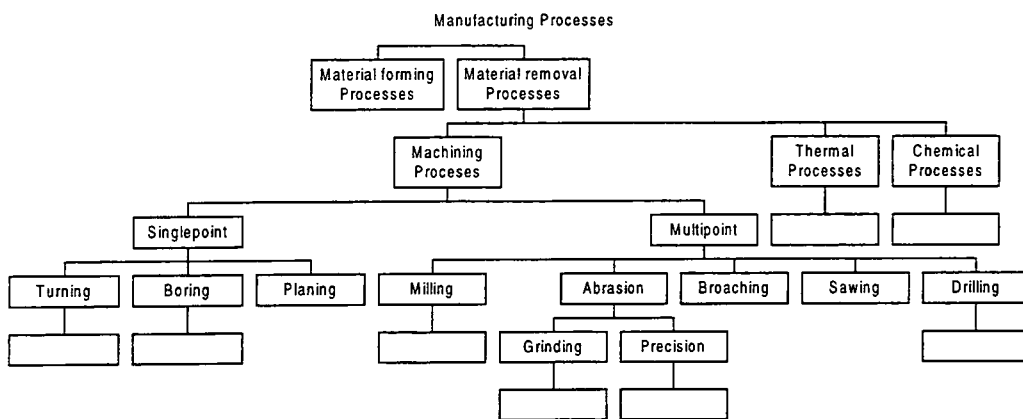 Manufacturing Processes
Material forming
Processes
Material removal
Processes
Machining
Proceses
Thermal
Processes
Chemical
Processes
Singlepoint
Multipoint
Turning
Boring
Planing
Milling
Abrasion
Broaching
Sawing
Drilling
Grinding
Precision